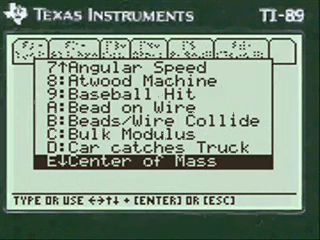 TEXAS INSTRUMENTS TI-89
7↑Angular Speed
8:Atwood Machine
9:Baseball Hit
A:Bead on Wire
B:Beads/Wire Collide
C:Bulk Modulus
D:Car catches Truck
E↓Center of Mass
TYPE OR USE ←→↑↓ + [ENTER] OR [ESC]